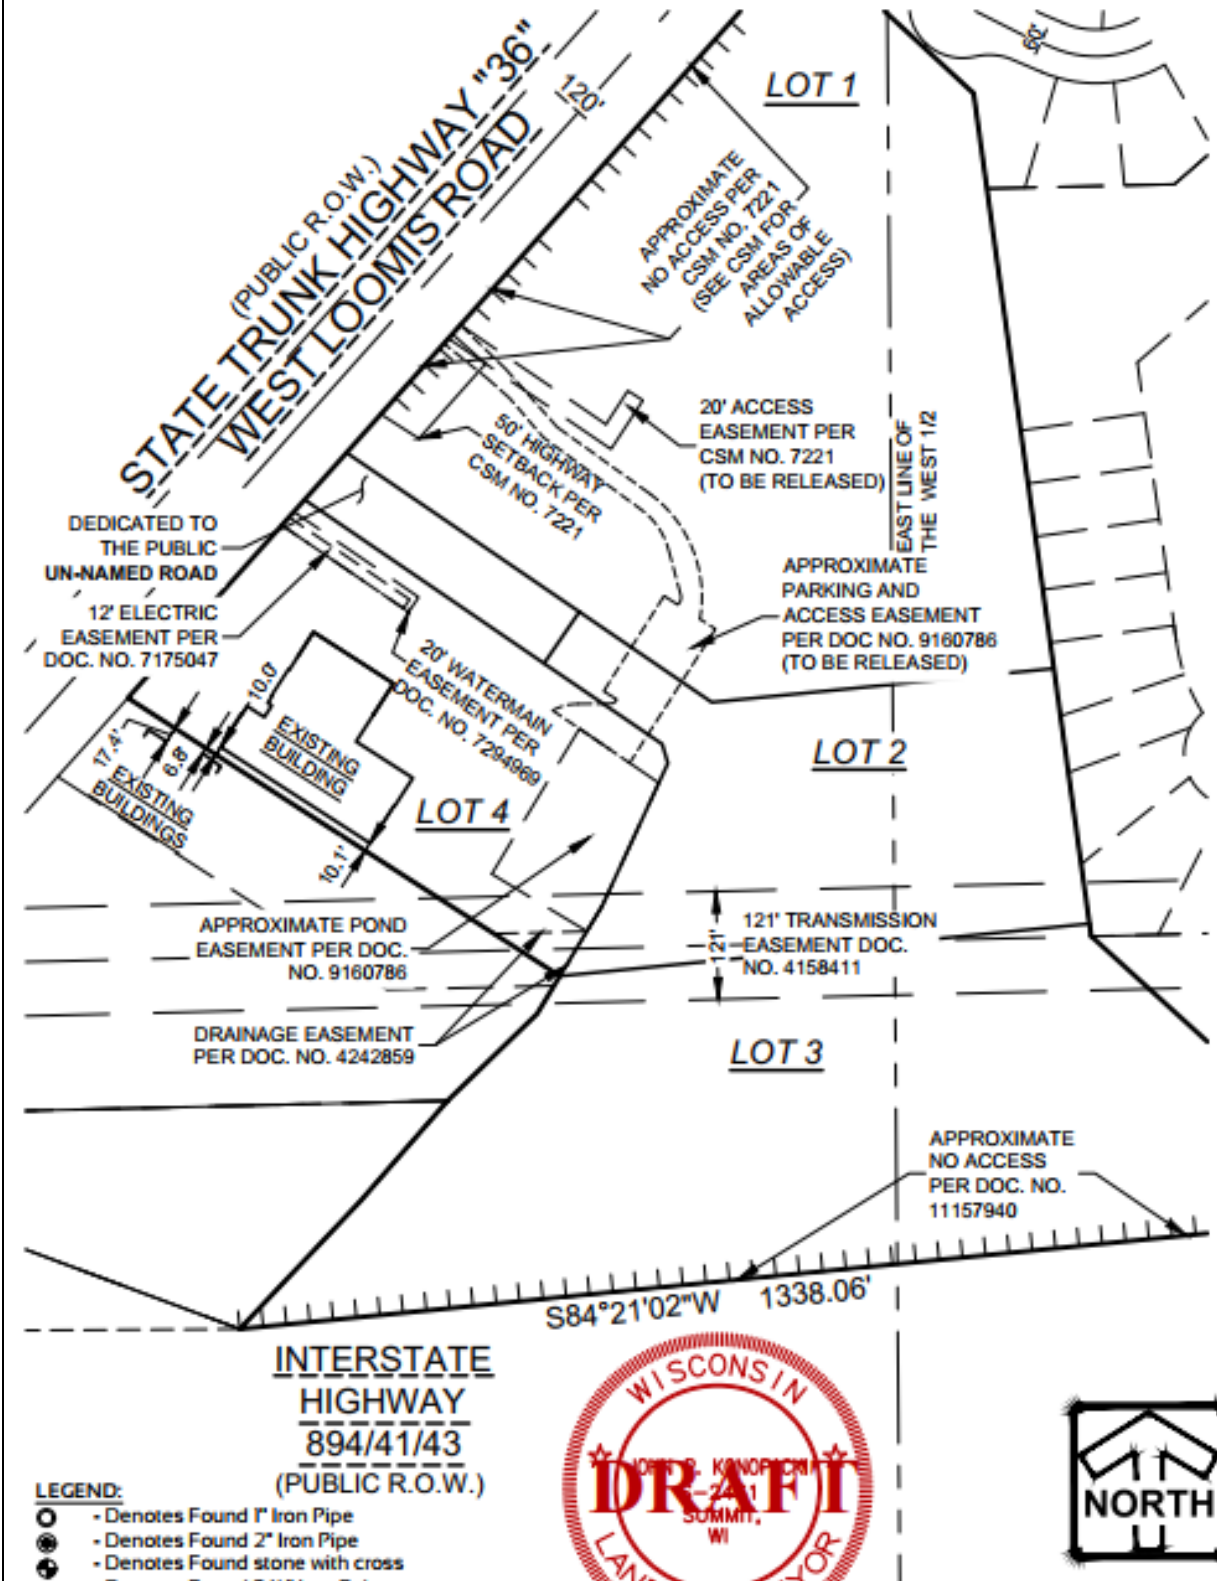 STATE TRUNK HIGHWAY "36"
WEST LOOMIS ROAD
(PUBLIC R.O.W.)
120'
60'
LOT 1
APPROXIMATE
NO ACCESS PER
CSM NO. 7221
(SEE CSM FOR
AREAS OF
ALLOWABLE
ACCESS)
20' ACCESS
EASEMENT PER
CSM NO. 7221
(TO BE RELEASED)
50' HIGHWAY
SETBACK PER
CSM NO. 7221
EAST LINE OF
THE WEST 1/2
DEDICATED TO
THE PUBLIC
UN-NAMED ROAD
12' ELECTRIC
EASEMENT PER
DOC. NO. 7175047
APPROXIMATE
PARKING AND
ACCESS EASEMENT
PER DOC NO. 9160786
(TO BE RELEASED)
20' WATERMAIN
EASEMENT PER
DOC. NO. 7294969
10.0'
EXISTING
BUILDING
17.4'
6.8'
EXISTING
BUILDINGS
10.1'
LOT 4
LOT 2
APPROXIMATE POND
EASEMENT PER DOC.
NO. 9160786
121'
121' TRANSMISSION
EASEMENT DOC.
NO. 4158411
DRAINAGE EASEMENT
PER DOC. NO. 4242859
LOT 3
APPROXIMATE
NO ACCESS
PER DOC. NO.
11157940
S84°21'02"W 1338.06'
INTERSTATE
HIGHWAY
894/41/43
(PUBLIC R.O.W.)
WISCONSIN
DRAFT
SUMMIT,
WI
NORTH
LEGEND:
- Denotes Found 1" Iron Pipe
- Denotes Found 2" Iron Pipe
- Denotes Found stone with cross